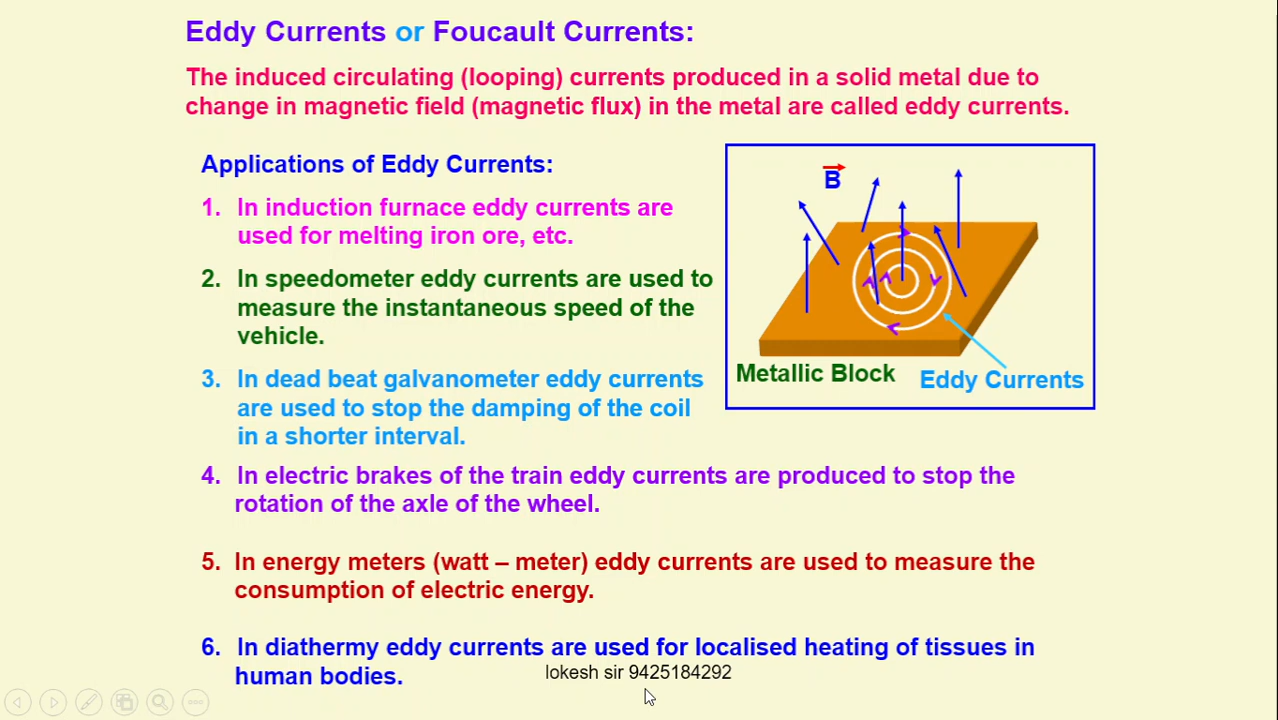 Eddy Currents or Foucault Currents:
The induced circulating (looping) currents produced in a solid metal due to
change in magnetic field (magnetic flux) in the metal are called eddy currents.
Applications of Eddy Currents:
1. In induction furnace eddy currents are
used for melting iron ore, etc.
2. In speedometer eddy currents are used to
measure the instantaneous speed of the
vehicle.
3. In dead beat galvanometer eddy currents
are used to stop the damping of the coil
in a shorter interval.
B
Metallic Block
Eddy Currents
4. In electric brakes of the train eddy currents are produced to stop the
rotation of the axle of the wheel.
5. In energy meters (watt – meter) eddy currents are used to measure the
consumption of electric energy.
6. In diathermy eddy currents are used for localised heating of tissues in
human bodies.
lokesh sir 9425184292